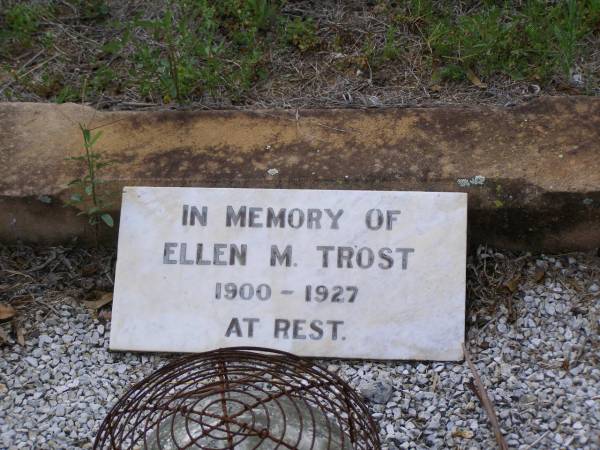 IN MEMORY OF
ELLEN M. TROST
1900 - 1927
AT REST.